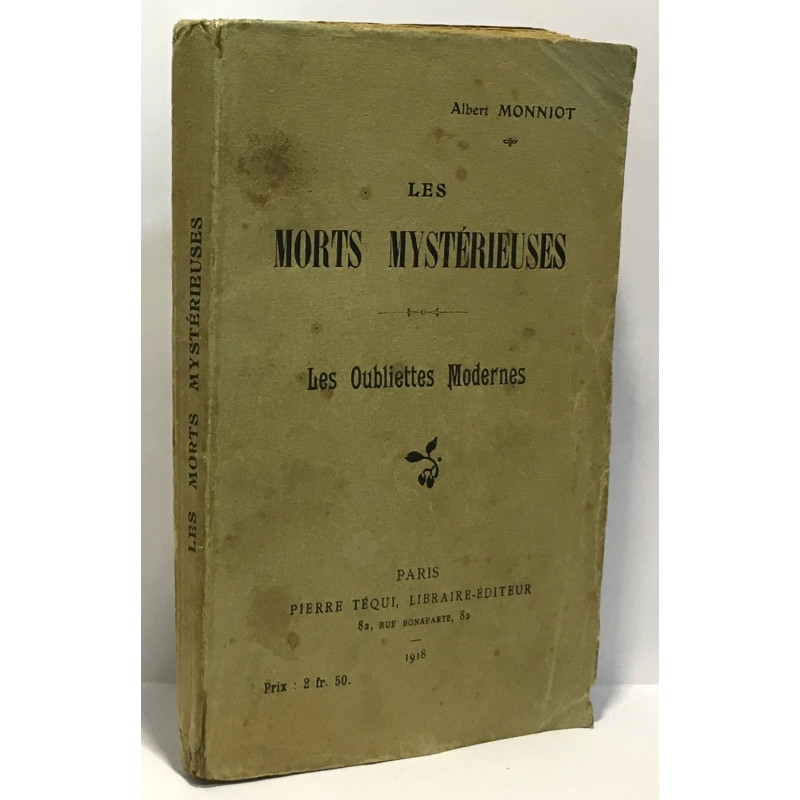 Albert MONNIOT
LES
MORTS MYSTÉRIEUSES
Les Oubliettes Modernes
PARIS
PIERRE TÉQUI, LIBRAIRE-ÉDITEUR
82, RUE BONAPARTE, 82
1918
Prix : 2 fr. 50.
LES MORTS MYSTÉRIEUSES